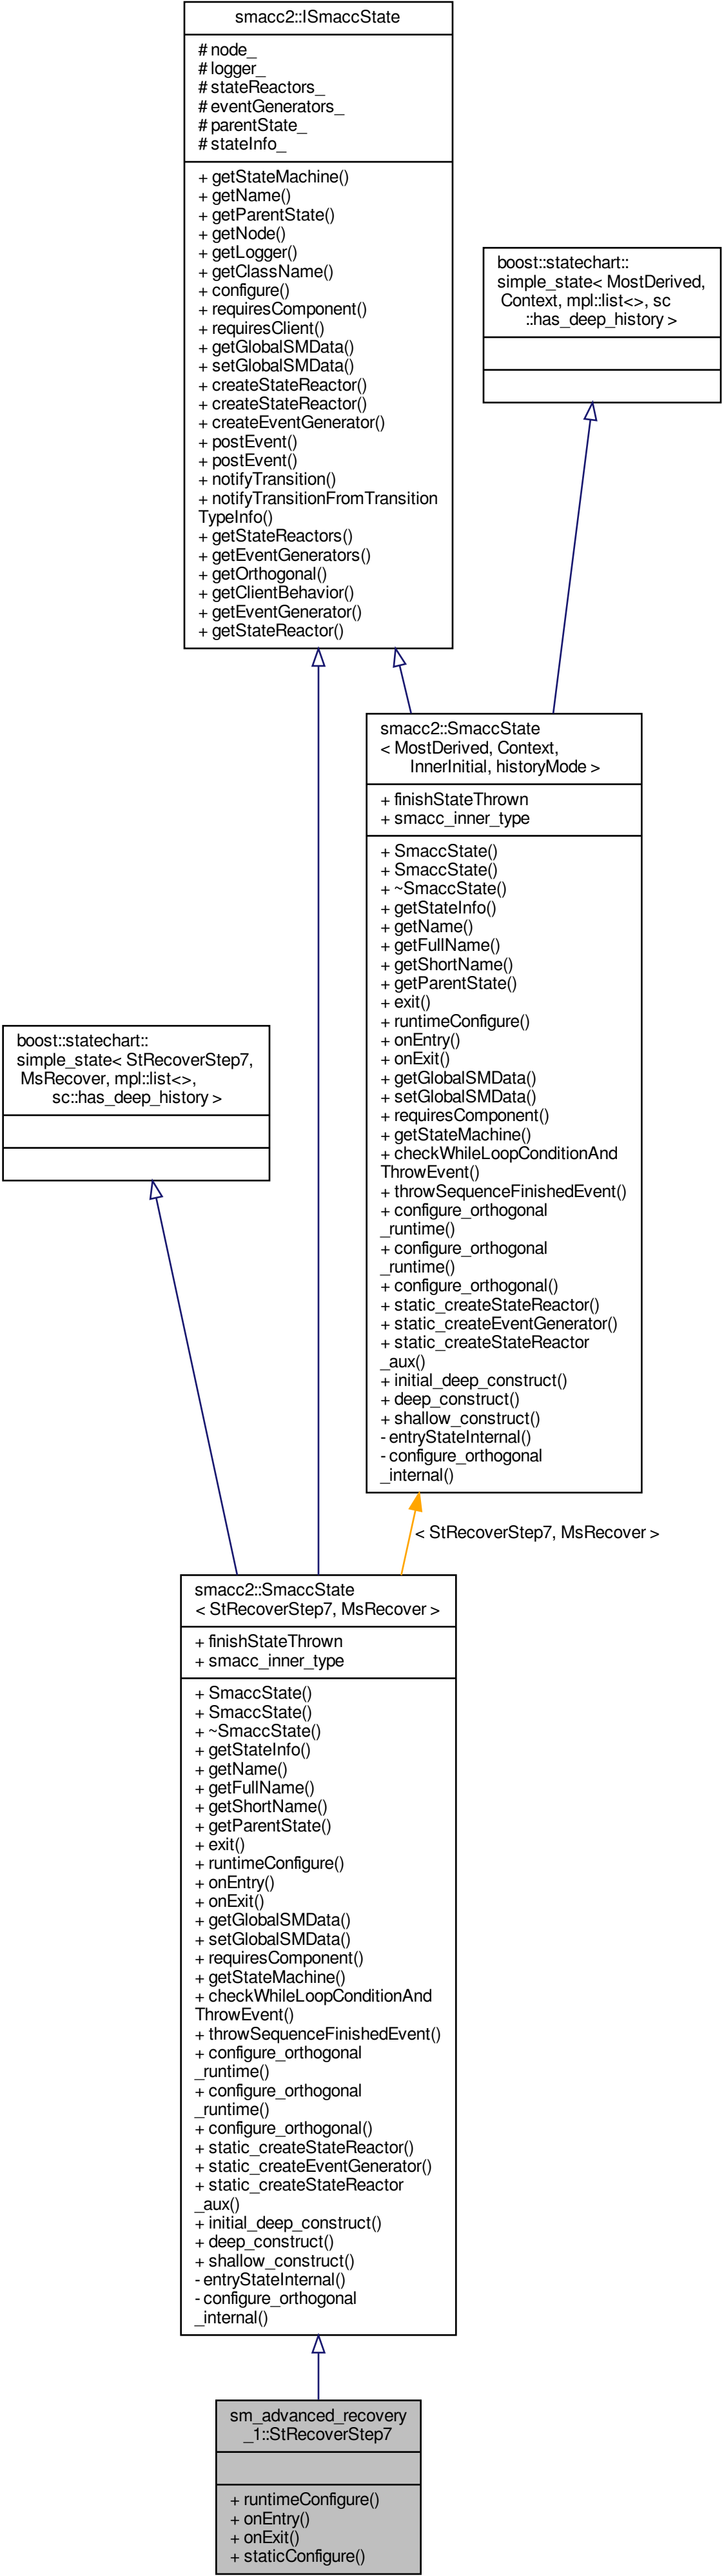 smacc2::ISmaccState
# node_
# logger_
# stateReactors_
# eventGenerators_
# parentState_
# stateInfo_
+ getStateMachine()
+ getName()
+ getParentState()
+ getNode()
+ getLogger()
+ getClassName()
+ configure()
+ requiresComponent()
+ requiresClient()
+ getGlobalSMData()
+ setGlobalSMData()
+ createStateReactor()
+ createStateReactor()
+ createEventGenerator()
+ postEvent()
+ postEvent()
+ notifyTransition()
+ notifyTransitionFromTransition
TypeInfo()
+ getStateReactors()
+ getEventGenerators()
+ getOrthogonal()
+ getClientBehavior()
+ getEventGenerator()
+ getStateReactor()
boost::statechart::
simple_state< MostDerived,
Context, mpl::list<>, sc
::has_deep_history >
smacc2::SmaccState
< MostDerived, Context,
InnerInitial, historyMode >
+ finishStateThrown
+ smacc_inner_type
+ SmaccState()
+ SmaccState()
+ ~SmaccState()
+ getStateInfo()
+ getName()
+ getFullName()
+ getShortName()
+ getParentState()
+ exit()
+ runtimeConfigure()
+ onEntry()
+ onExit()
+ getGlobalSMData()
+ setGlobalSMData()
+ requiresComponent()
+ getStateMachine()
+ checkWhileLoopConditionAnd
ThrowEvent()
+ throwSequenceFinishedEvent()
+ configure_orthogonal
_runtime()
+ configure_orthogonal
_runtime()
+ configure_orthogonal()
+ static_createStateReactor()
+ static_createEventGenerator()
+ static_createStateReactor
_aux()
+ initial_deep_construct()
+ deep_construct()
+ shallow_construct()
- entryStateInternal()
- configure_orthogonal
_internal()
boost::statechart::
simple_state< StRecoverStep7,
MsRecover, mpl::list<>,
sc::has_deep_history >
< StRecoverStep7, MsRecover >
smacc2::SmaccState
< StRecoverStep7, MsRecover >
+ finishStateThrown
+ smacc_inner_type
+ SmaccState()
+ SmaccState()
+ ~SmaccState()
+ getStateInfo()
+ getName()
+ getFullName()
+ getShortName()
+ getParentState()
+ exit()
+ runtimeConfigure()
+ onEntry()
+ onExit()
+ getGlobalSMData()
+ setGlobalSMData()
+ requiresComponent()
+ getStateMachine()
+ checkWhileLoopConditionAnd
ThrowEvent()
+ throwSequenceFinishedEvent()
+ configure_orthogonal
_runtime()
+ configure_orthogonal
_runtime()
+ configure_orthogonal()
+ static_createStateReactor()
+ static_createEventGenerator()
+ static_createStateReactor
_aux()
+ initial_deep_construct()
+ deep_construct()
+ shallow_construct()
- entryStateInternal()
- configure_orthogonal
_internal()
sm_advanced_recovery
_1::StRecoverStep7
+ runtimeConfigure()
+ onEntry()
+ onExit()
+ staticConfigure()